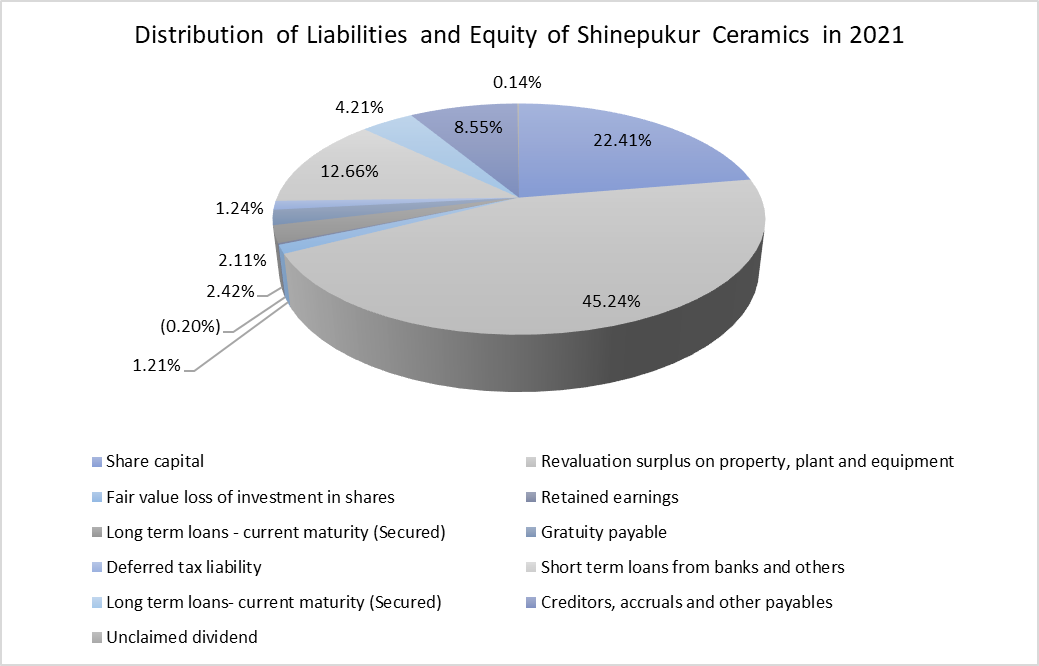 Distribution of Liabilities and Equity of Shinepukur Ceramics in 2021
0.14%
4.21%
8.55%
22.41%
12.66%
1.24%
2.11%
2.42%
45.24%
(0.20%)
1.21%
Share capital
Revaluation surplus on property, plant and equipment
Fair value loss of investment in shares
Retained earnings
Long term loans - current maturity (Secured)
Gratuity payable
Deferred tax liability
Short term loans from banks and others
Long term loans- current maturity (Secured)
Creditors, accruals and other payables
Unclaimed dividend